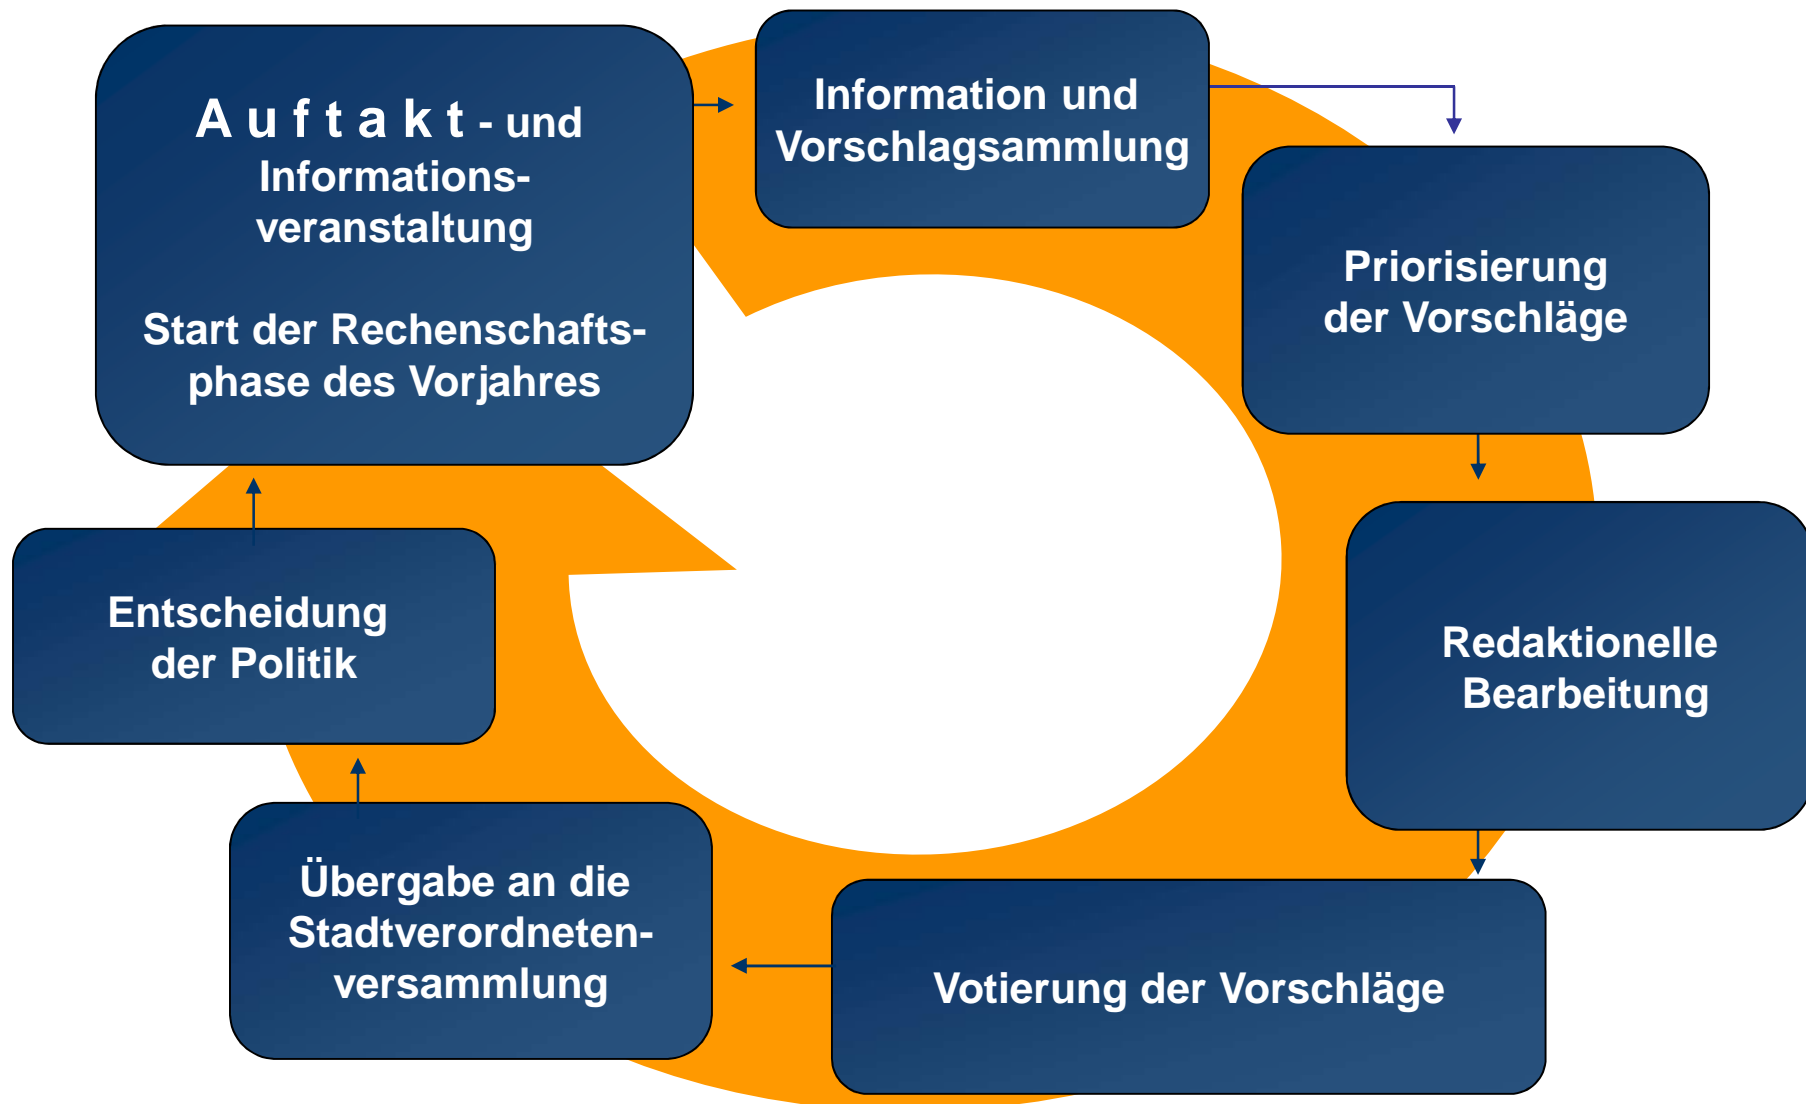 A u f t a k t - und
Informations-
veranstaltung
Start der Rechenschafts-
phase des Vorjahres
Information und
Vorschlagsammlung
Priorisierung
der Vorschläge
Redaktionelle
Bearbeitung
Votierung der Vorschläge
Übergabe an die
Stadtverordneten-
versammlung
Entscheidung
der Politik